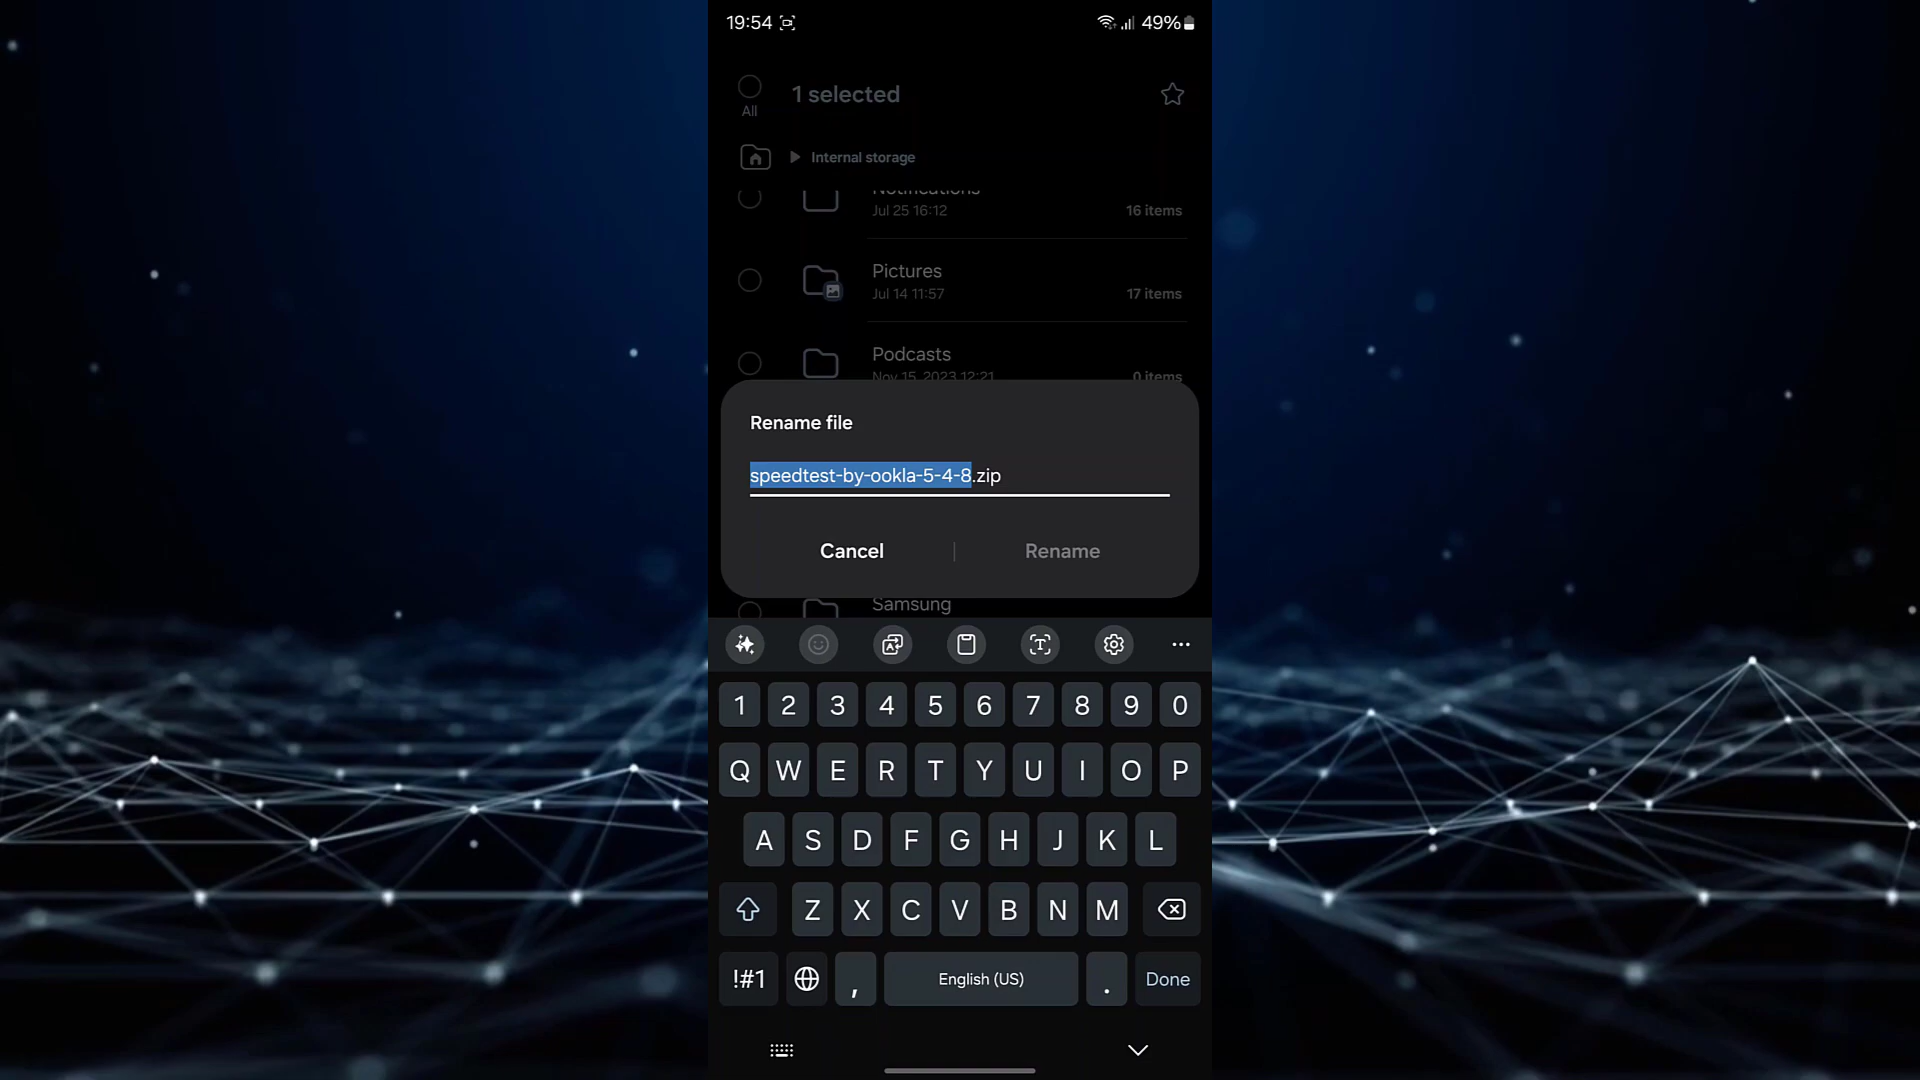 19:54 49%
All 1 selected
Internal storage
Notifications
Jul 25 16:12 16 items
Pictures
Jul 14 11:57 17 items
Podcasts
Nov 15, 2023 12:21 0 items
Rename file
speedtest-by-ookla-5-4-8.zip
Cancel | Rename
Samsung
1 2 3 4 5 6 7 8 9 0
Q W E R T Y U I O P
A S D F G H J K L
Z X C V B N M
!#1 , English (US) . Done